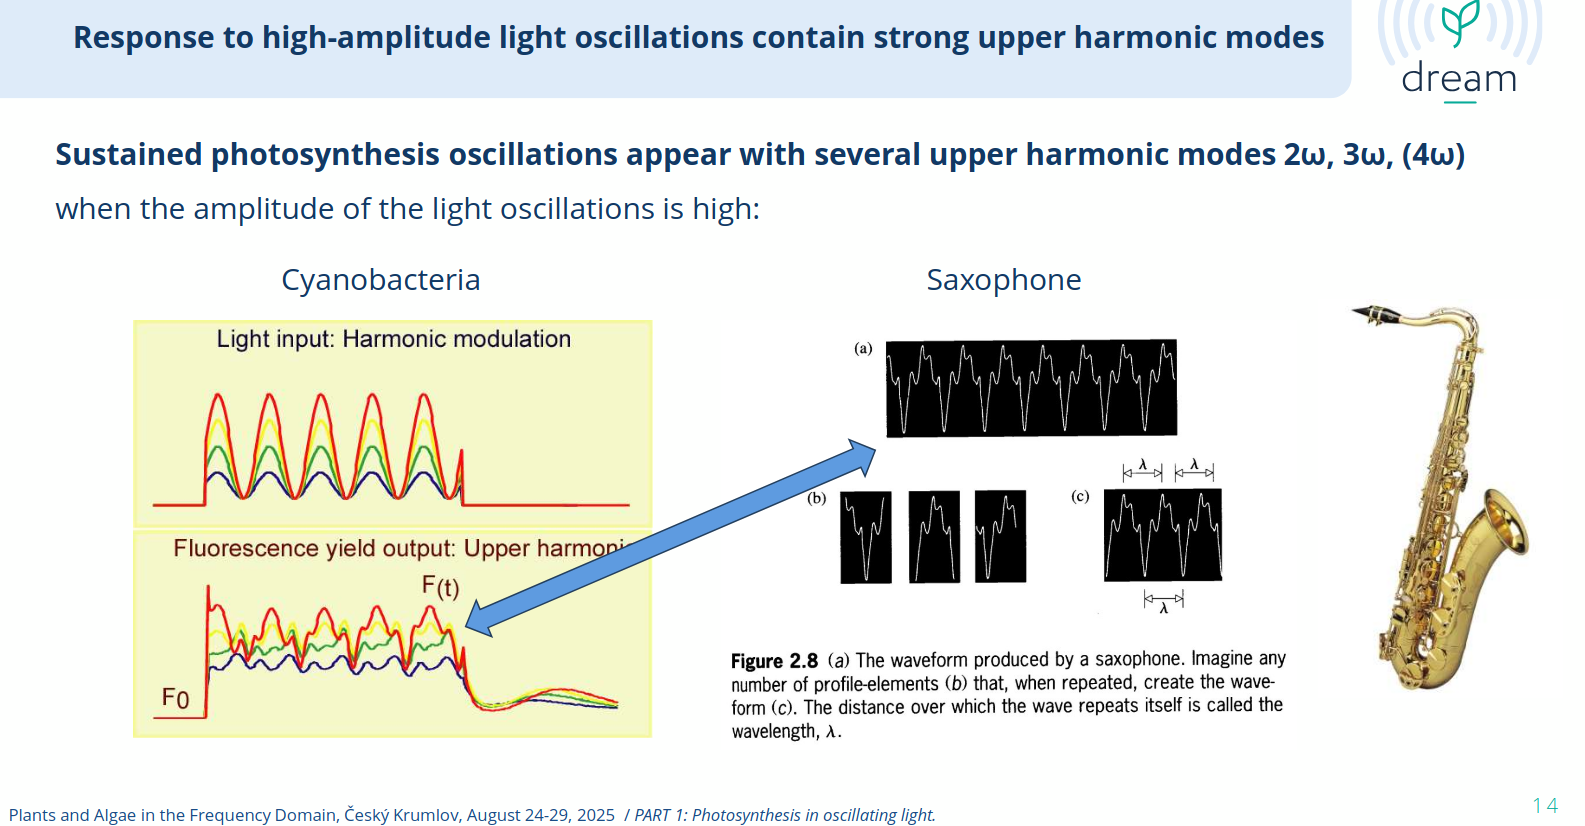 Response to high-amplitude light oscillations contain strong upper harmonic modes
dream
Sustained photosynthesis oscillations appear with several upper harmonic modes 2ω, 3ω, (4ω)
when the amplitude of the light oscillations is high:
Cyanobacteria
Saxophone
Light input: Harmonic modulation
(a)
λ λ
(b)
(c)
Fluorescence yield output: Upper
F(t)
λ
F0
Figure 2.8 (a) The waveform produced by a saxophone. Imagine any
number of profile-elements (b) that, when repeated, create the wave-
form (c). The distance over which the wave repeats itself is called the
wavelength, λ.
Plants and Algae in the Frequency Domain, Český Krumlov, August 24-29, 2025 / PART 1: Photosynthesis in oscillating light.
14